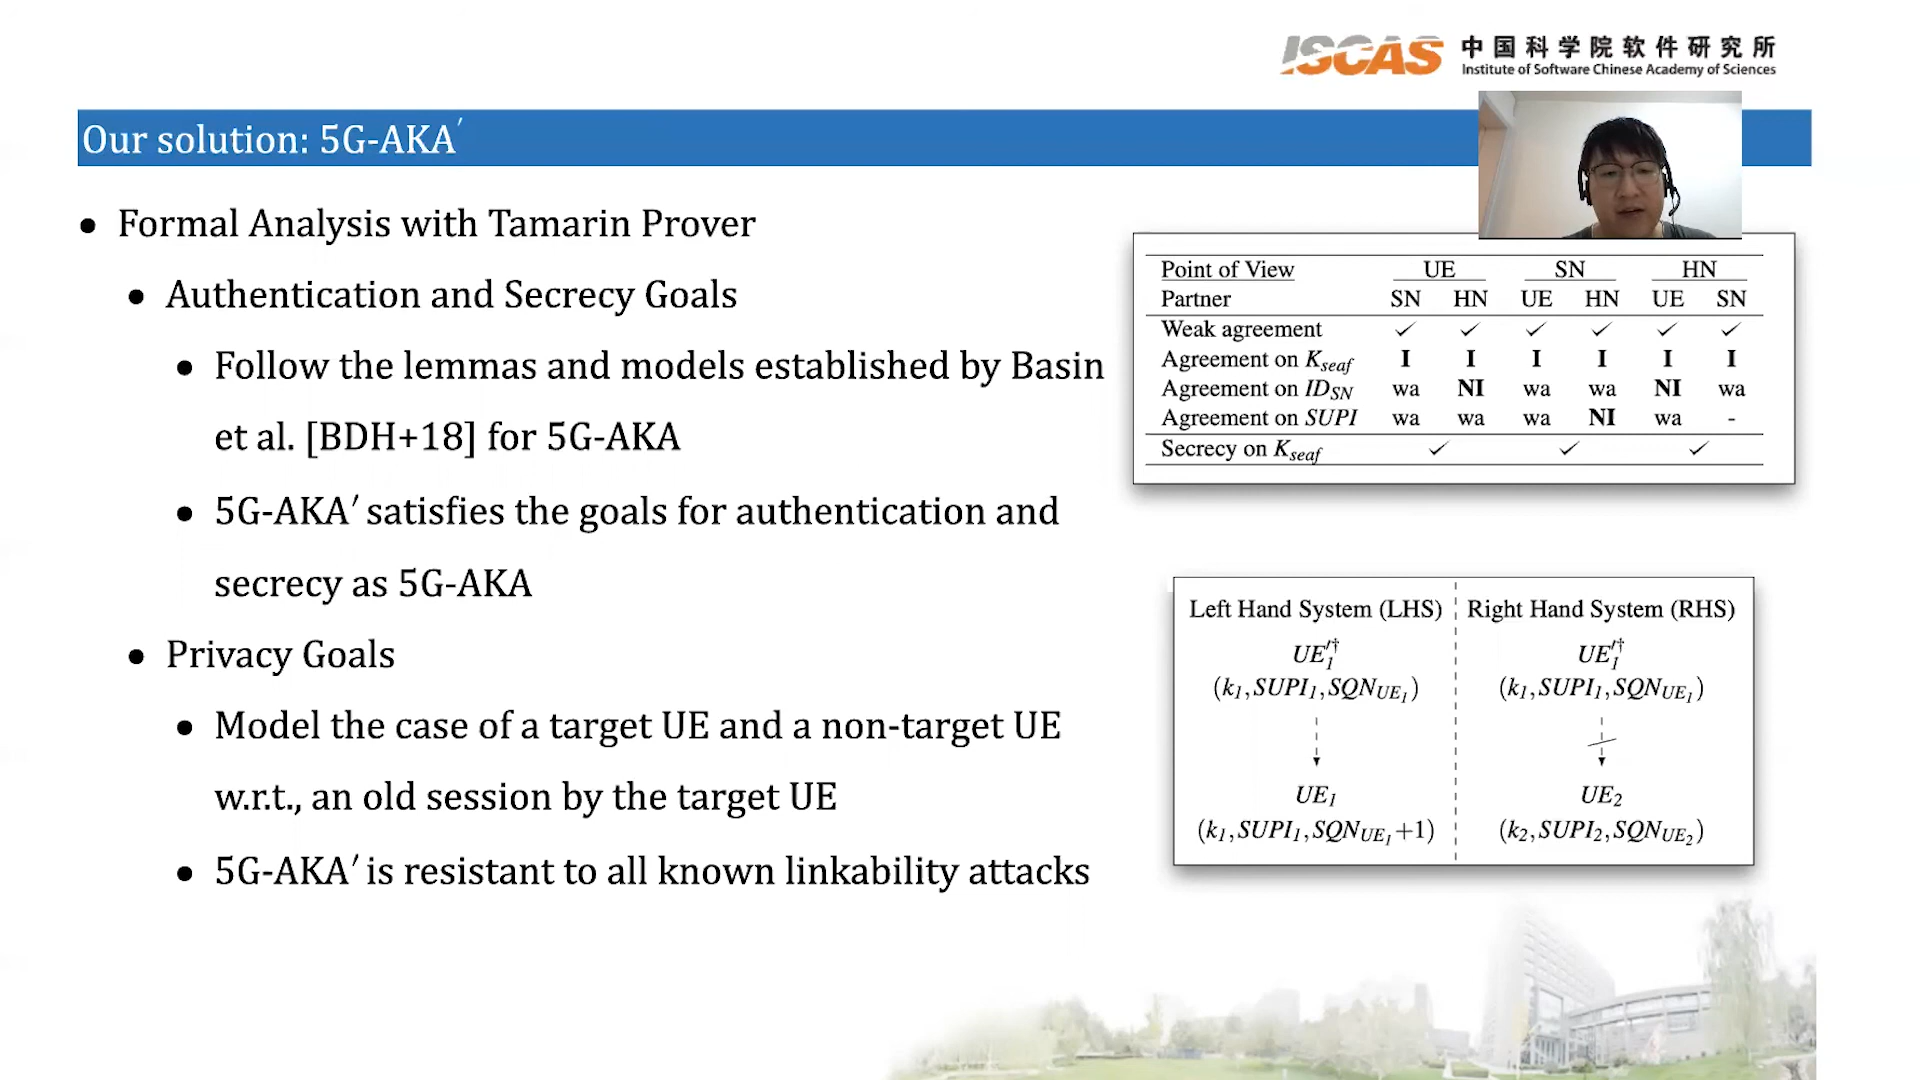 ISCAS 中国科学院软件研究所
Institute of Software Chinese Academy of Sciences
Our solution: 5G-AKA′
• Formal Analysis with Tamarin Prover
• Authentication and Secrecy Goals
• Follow the lemmas and models established by Basin
et al. [BDH+18] for 5G-AKA
• 5G-AKA′ satisfies the goals for authentication and
secrecy as 5G-AKA
• Privacy Goals
• Model the case of a target UE and a non-target UE
w.r.t., an old session by the target UE
• 5G-AKA′ is resistant to all known linkability attacks
Point of View UE SN HN
Partner SN HN UE HN UE SN
Weak agreement ✓ ✓ ✓ ✓ ✓ ✓
Agreement on K_seaf I I I I I I
Agreement on ID_SN wa NI wa wa NI wa
Agreement on SUPI wa wa wa NI wa -
Secrecy on K_seaf ✓ ✓ ✓
Left Hand System (LHS) Right Hand System (RHS)
UE₁′† UE₁′†
(k₁, SUPI₁, SQN_UE₁) (k₁, SUPI₁, SQN_UE₁)
UE₁ UE₂
(k₁, SUPI₁, SQN_UE₁+1) (k₂, SUPI₂, SQN_UE₂)